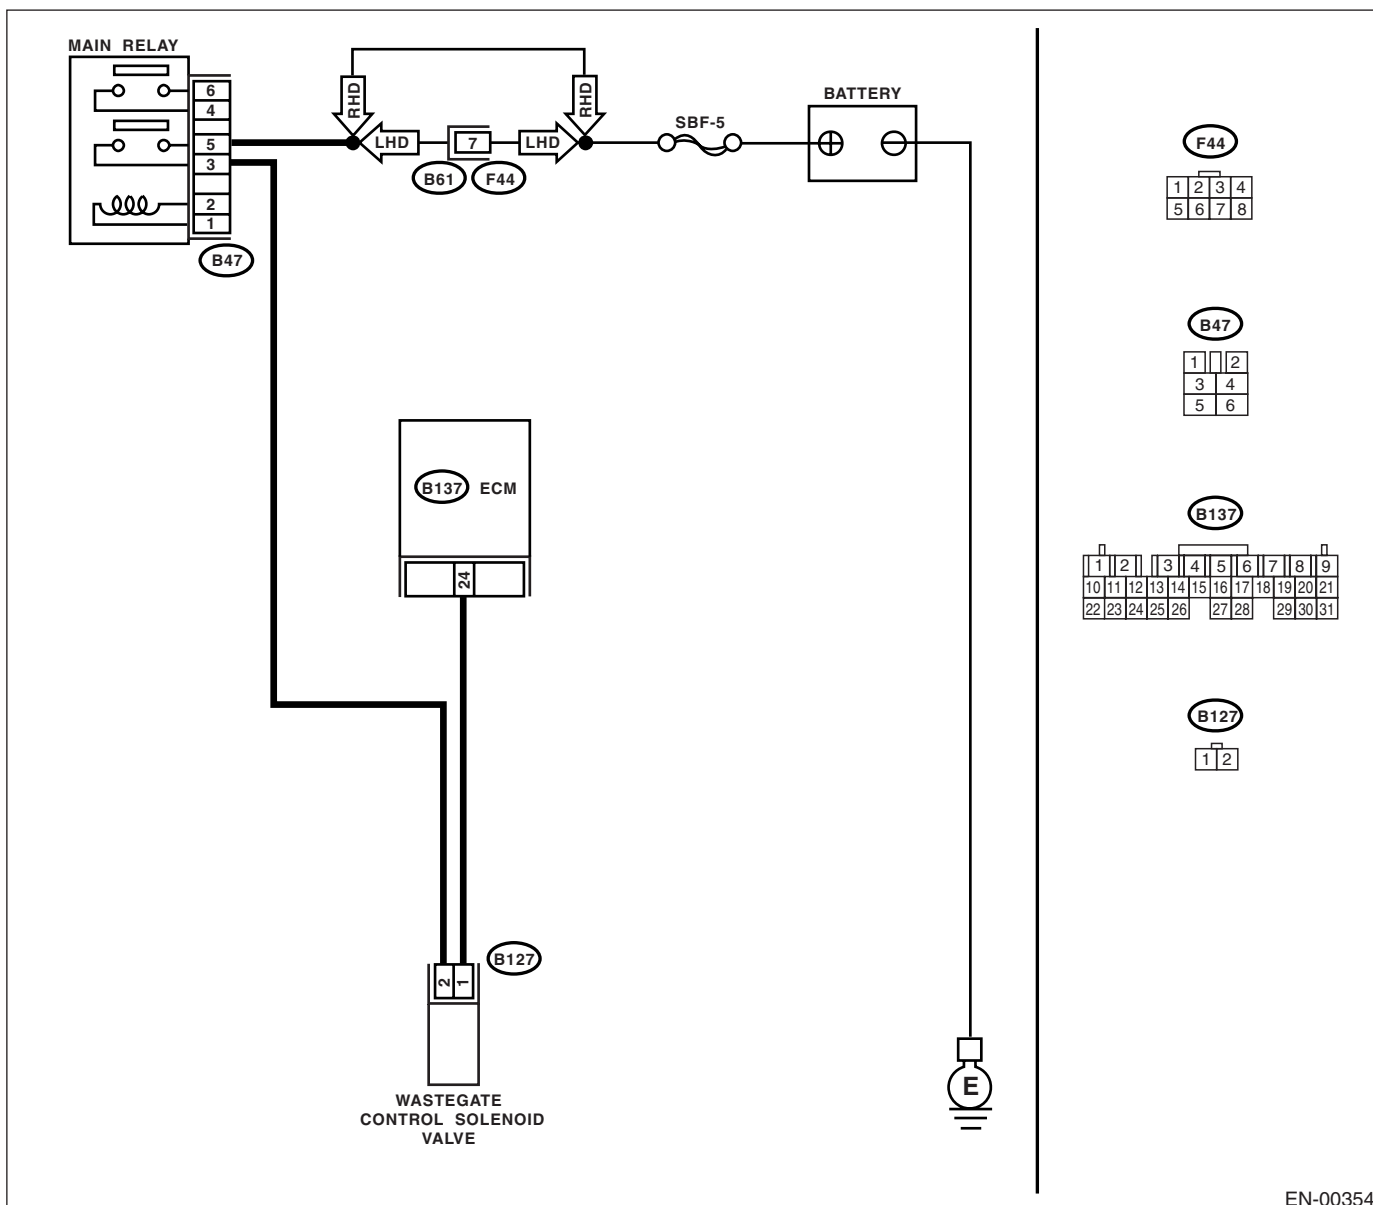 MAIN RELAY
6
4
5
3
2
1
B47
RHD
RHD
LHD
7
LHD
B61
F44
SBF-5
BATTERY
B137 ECM
24
B127
2 1
WASTEGATE
CONTROL SOLENOID
VALVE
E
F44
1 2 3 4
5 6 7 8
B47
1 2
3 4
5 6
B137
1 2 3 4 5 6 7 8 9
10 11 12 13 14 15 16 17 18 19 20 21
22 23 24 25 26 27 28 29 30 31
B127
1 2
EN-00354